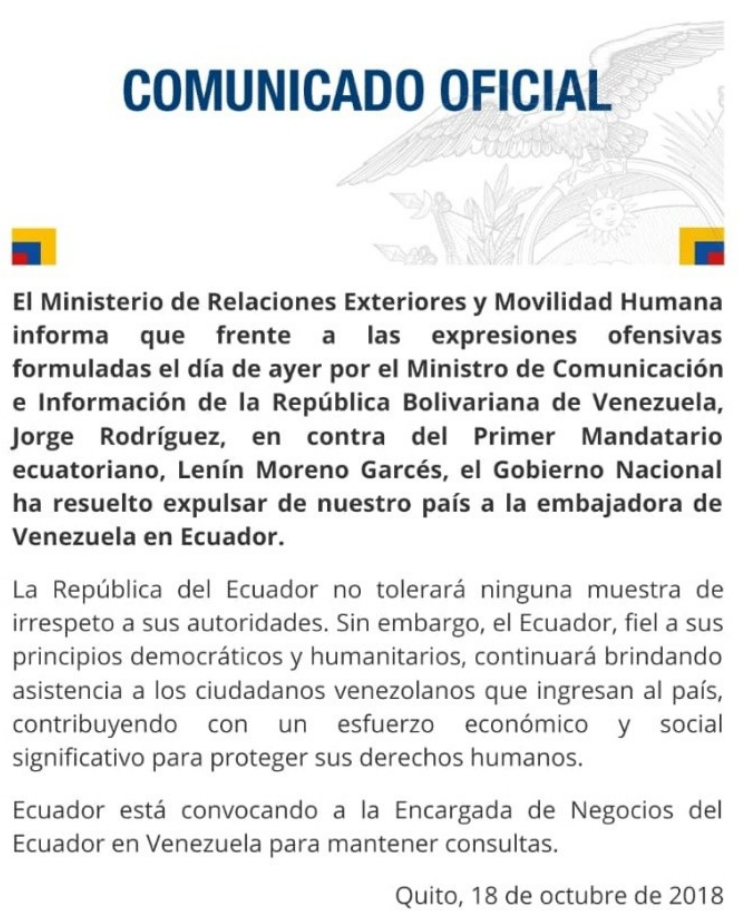 COMUNICADO OFICIAL
El Ministerio de Relaciones Exteriores y Movilidad Humana
informa que frente a las expresiones ofensivas
formuladas el día de ayer por el Ministro de Comunicación
e Información de la República Bolivariana de Venezuela,
Jorge Rodríguez, en contra del Primer Mandatario
ecuatoriano, Lenín Moreno Garcés, el Gobierno Nacional
ha resuelto expulsar de nuestro país a la embajadora de
Venezuela en Ecuador.
La República del Ecuador no tolerará ninguna muestra de
irrespeto a sus autoridades. Sin embargo, el Ecuador, fiel a sus
principios democráticos y humanitarios, continuará brindando
asistencia a los ciudadanos venezolanos que ingresan al país,
contribuyendo con un esfuerzo económico y social
significativo para proteger sus derechos humanos.
Ecuador está convocando a la Encargada de Negocios del
Ecuador en Venezuela para mantener consultas.
Quito, 18 de octubre de 2018